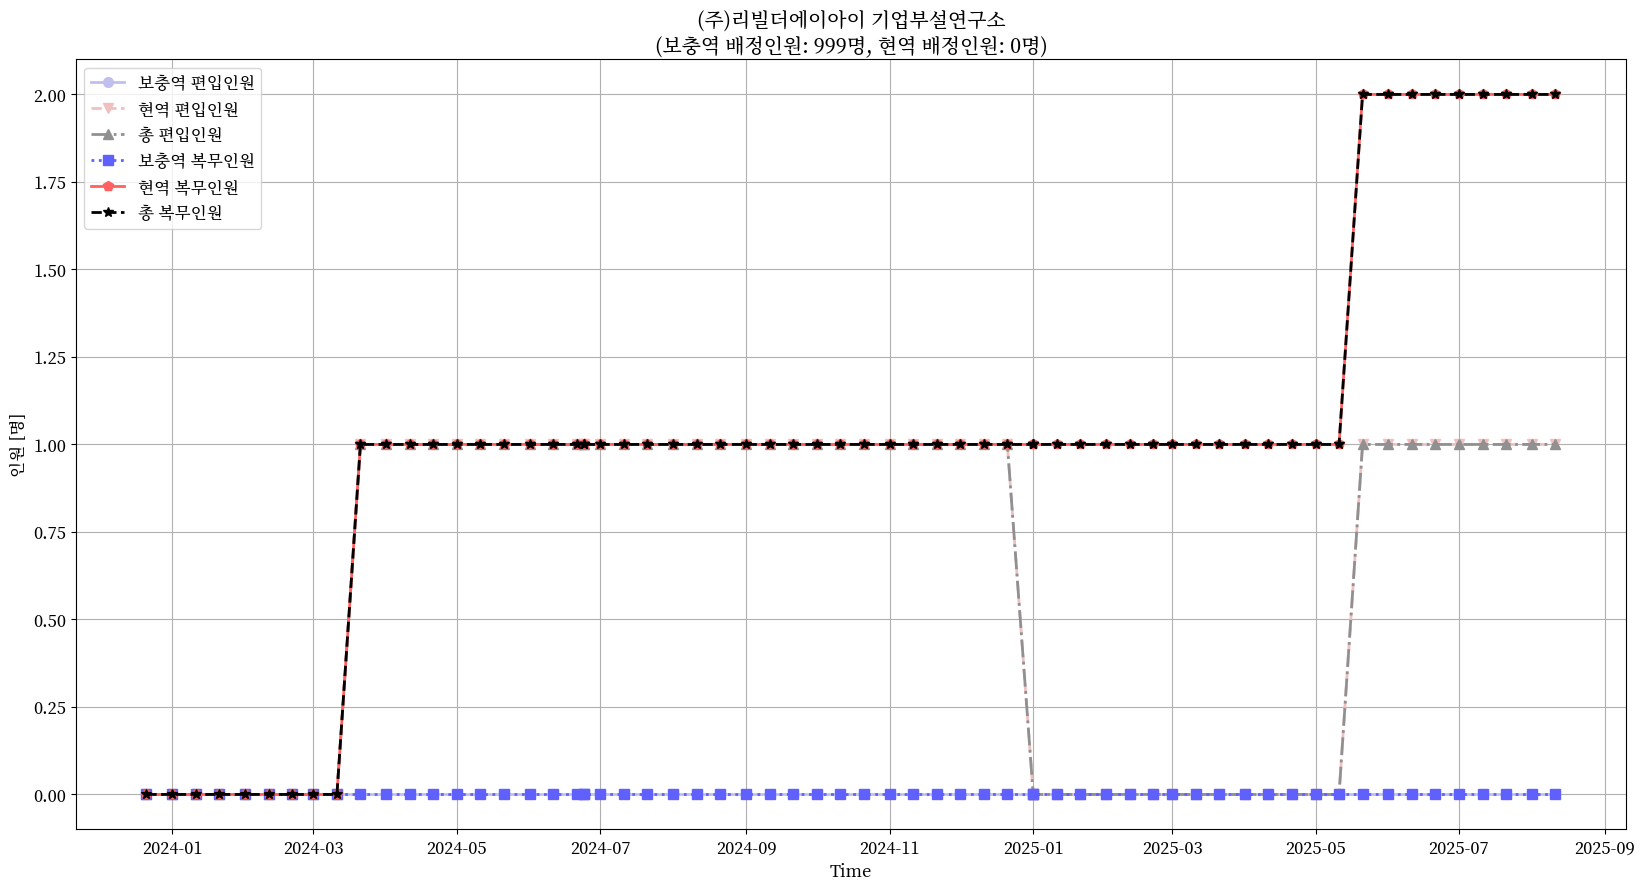 (주)리빌더에이아이 기업부설연구소
(보충역 배정인원: 999명, 현역 배정인원: 0명)
보충역 편입인원
현역 편입인원
총 편입인원
보충역 복무인원
현역 복무인원
총 복무인원
2.00
1.75
1.50
1.25
1.00
0.75
0.50
0.25
0.00
인원 [명]
2024-01 2024-03 2024-05 2024-07 2024-09 2024-11 2025-01 2025-03 2025-05 2025-07 2025-09
Time